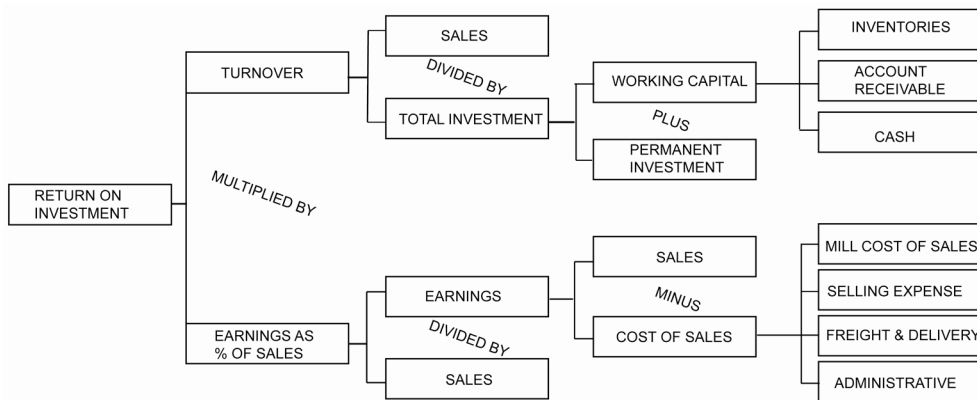 RETURN ON
INVESTMENT
MULTIPLIED BY
TURNOVER
SALES
DIVIDED BY
TOTAL INVESTMENT
WORKING CAPITAL
PLUS
PERMANENT
INVESTMENT
INVENTORIES
ACCOUNT
RECEIVABLE
CASH
EARNINGS AS
% OF SALES
EARNINGS
DIVIDED BY
SALES
SALES
MINUS
COST OF SALES
MILL COST OF SALES
SELLING EXPENSE
FREIGHT & DELIVERY
ADMINISTRATIVE